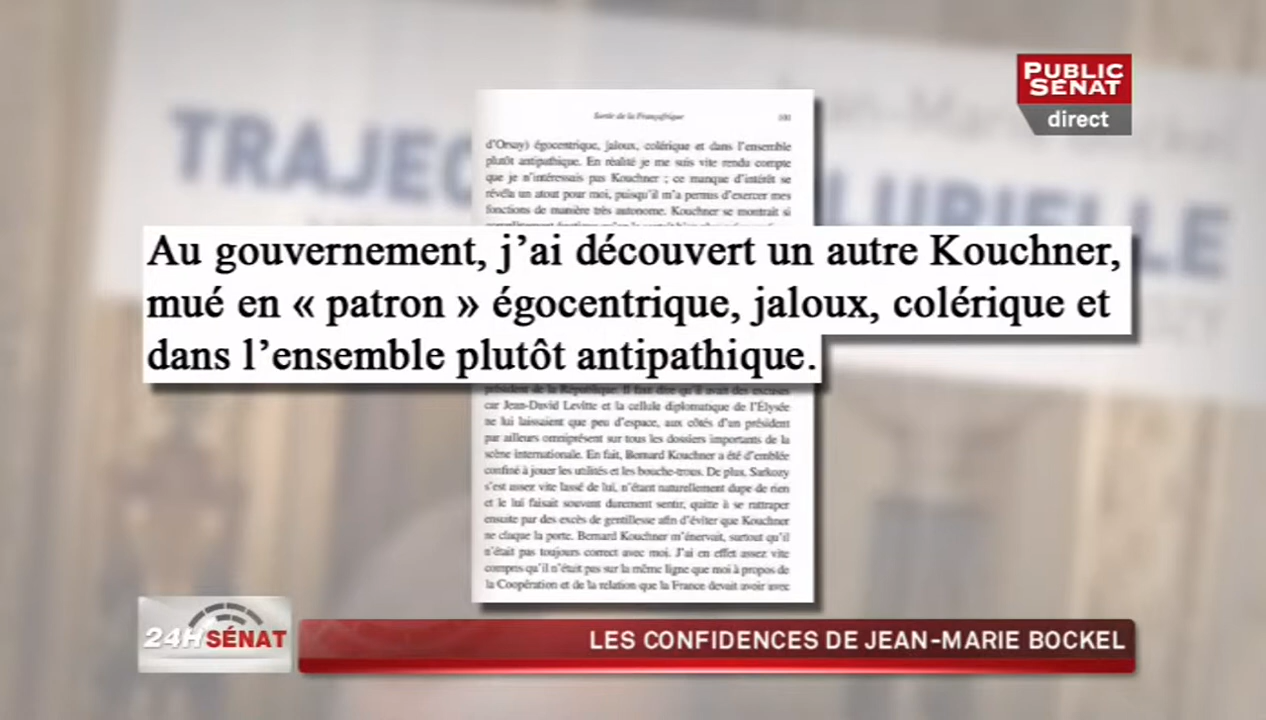 PUBLIC
SÉNAT
direct
TRAJEC
LURIELLE
Sortir de la Françafrique
d'Orsay) égocentrique, jaloux, colérique et dans l'ensemble
plutôt antipathique. En réalité je me suis vite rendu compte
que je n'intéressais pas Kouchner ; ce manque d'intérêt se
révéla un atout pour moi, puisqu'il m'a permis d'exercer mes
fonctions de manière très autonome. Kouchner se montrait si
Au gouvernement, j'ai découvert un autre Kouchner,
mué en « patron » égocentrique, jaloux, colérique et
dans l'ensemble plutôt antipathique.
président de la République. Il faut dire qu'il avait des excuses
car Jean-David Levitte et la cellule diplomatique de l'Élysée
ne lui laissaient que peu d'espace, aux côtés d'un président
par ailleurs omniprésent sur tous les dossiers importants de la
scène internationale. En fait, Bernard Kouchner a été d'emblée
confiné à jouer les utilités et les bouche-trous. De plus, Sarkozy
s'est assez vite lassé de lui, n'étant naturellement dupe de rien
et le lui faisait souvent durement sentir, quitte à se rattraper
ensuite par des excès de gentillesse afin d'éviter que Kouchner
ne claque la porte. Bernard Kouchner m'énervait, surtout qu'il
n'était pas toujours correct avec moi. J'ai en effet assez vite
compris qu'il n'était pas sur la même ligne que moi à propos de
la Coopération et de la relation que la France devait avoir avec
24H SÉNAT
LES CONFIDENCES DE JEAN-MARIE BOCKEL